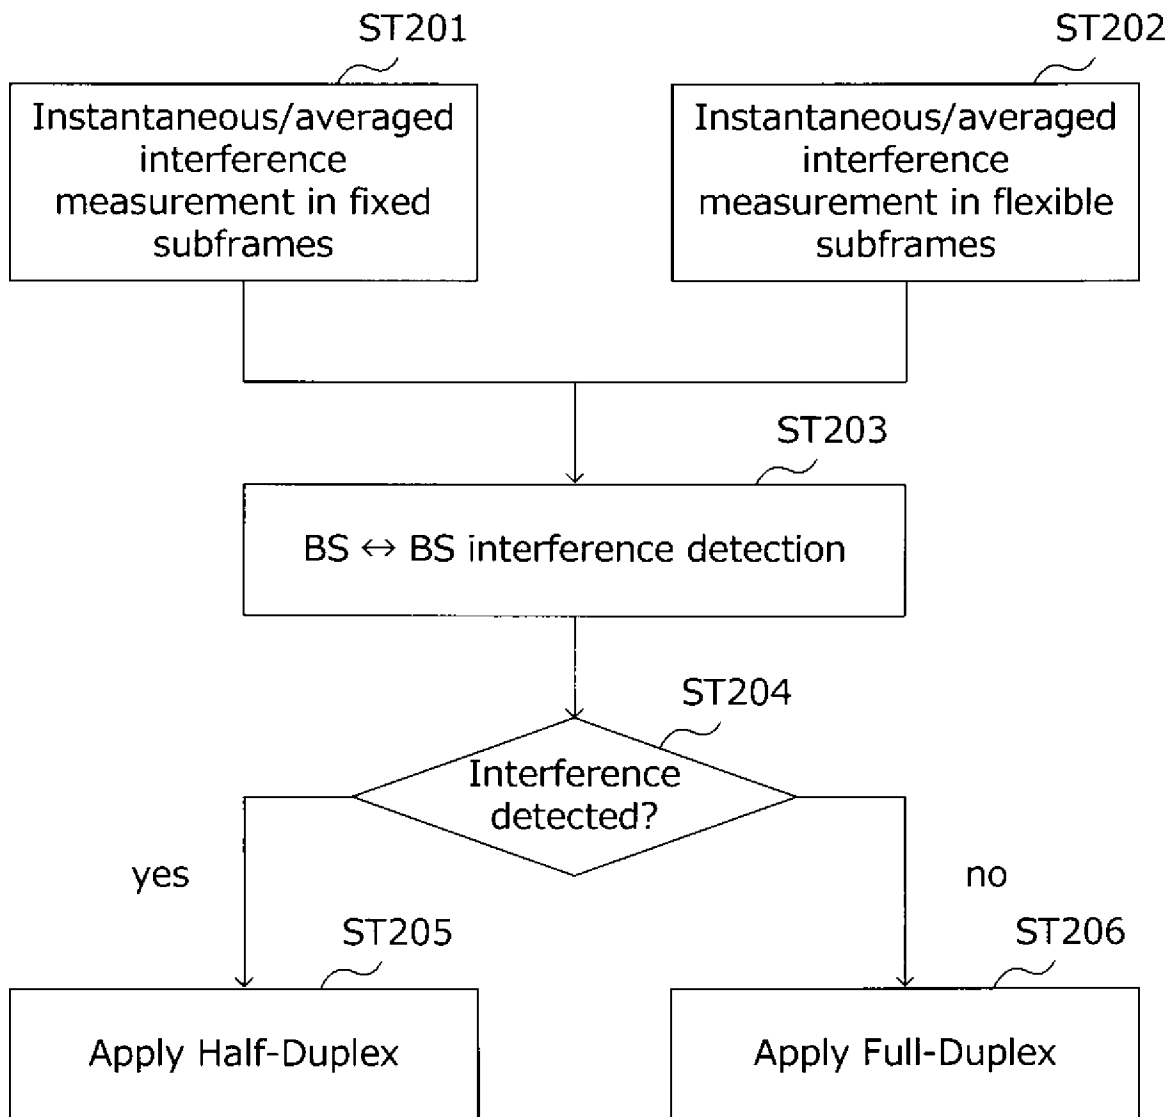 ST201
Instantaneous/averaged
interference
measurement in fixed
subframes
ST202
Instantaneous/averaged
interference
measurement in flexible
subframes
ST203
BS ↔ BS interference detection
ST204
Interference
detected?
yes
no
ST205
Apply Half-Duplex
ST206
Apply Full-Duplex